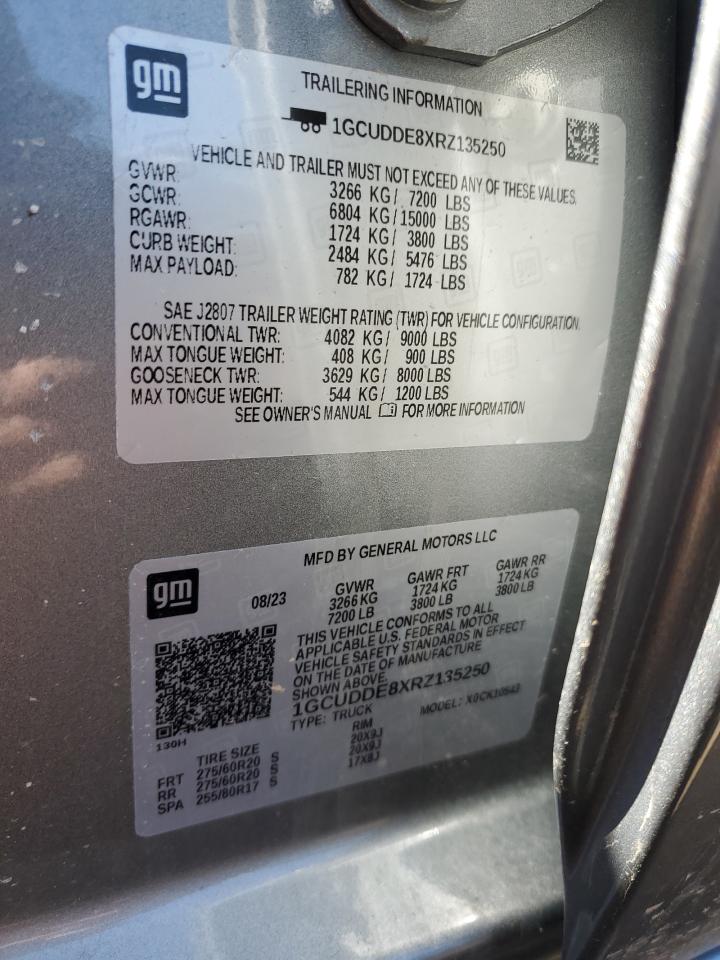 gm
TRAILERING INFORMATION
1GCUDDE8XRZ135250
VEHICLE AND TRAILER MUST NOT EXCEED ANY OF THESE VALUES.
GVWR: 3266 KG/ 7200 LBS
GCWR: 6804 KG/15000 LBS
RGAWR: 1724 KG/ 3800 LBS
CURB WEIGHT: 2484 KG/ 5476 LBS
MAX PAYLOAD: 782 KG/ 1724 LBS
SAE J2807 TRAILER WEIGHT RATING (TWR) FOR VEHICLE CONFIGURATION
CONVENTIONAL TWR: 4082 KG/ 9000 LBS
MAX TONGUE WEIGHT: 408 KG/ 900 LBS
GOOSENECK TWR: 3629 KG/ 8000 LBS
MAX TONGUE WEIGHT: 544 KG/ 1200 LBS
SEE OWNER'S MANUAL FOR MORE INFORMATION
MFD BY GENERAL MOTORS LLC
gm
08/23
GVWR GAWR FRT GAWR RR
3266 KG 1724 KG 1724 KG
7200 LB 3800 LB 3800 LB
THIS VEHICLE CONFORMS TO ALL
APPLICABLE U.S. FEDERAL MOTOR
VEHICLE SAFETY STANDARDS IN EFFECT
ON THE DATE OF MANUFACTURE
SHOWN ABOVE.
1GCUDDE8XRZ135250
TYPE: TRUCK MODEL: X0CK10543
130H
TIRE SIZE RIM
FRT 275/60R20 S 20X9J
RR 275/60R20 S 20X9J
SPA 255/80R17 S 17X8J